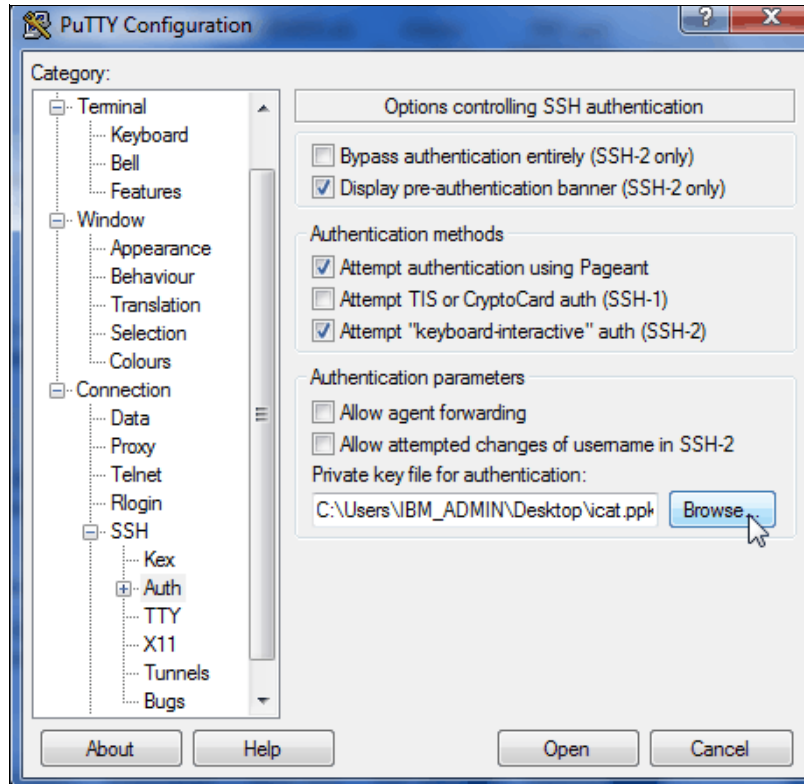 PuTTY Configuration
?
X
Category:
Terminal
Keyboard
Bell
Features
Window
Appearance
Behaviour
Translation
Selection
Colours
Connection
Data
Proxy
Telnet
Rlogin
SSH
Kex
Auth
TTY
X11
Tunnels
Bugs
Options controlling SSH authentication
Bypass authentication entirely (SSH-2 only)
Display pre-authentication banner (SSH-2 only)
Authentication methods
Attempt authentication using Pageant
Attempt TIS or CryptoCard auth (SSH-1)
Attempt "keyboard-interactive" auth (SSH-2)
Authentication parameters
Allow agent forwarding
Allow attempted changes of username in SSH-2
Private key file for authentication:
C:\Users\IBM_ADMIN\Desktop\icat.ppk
Browse...
About
Help
Open
Cancel